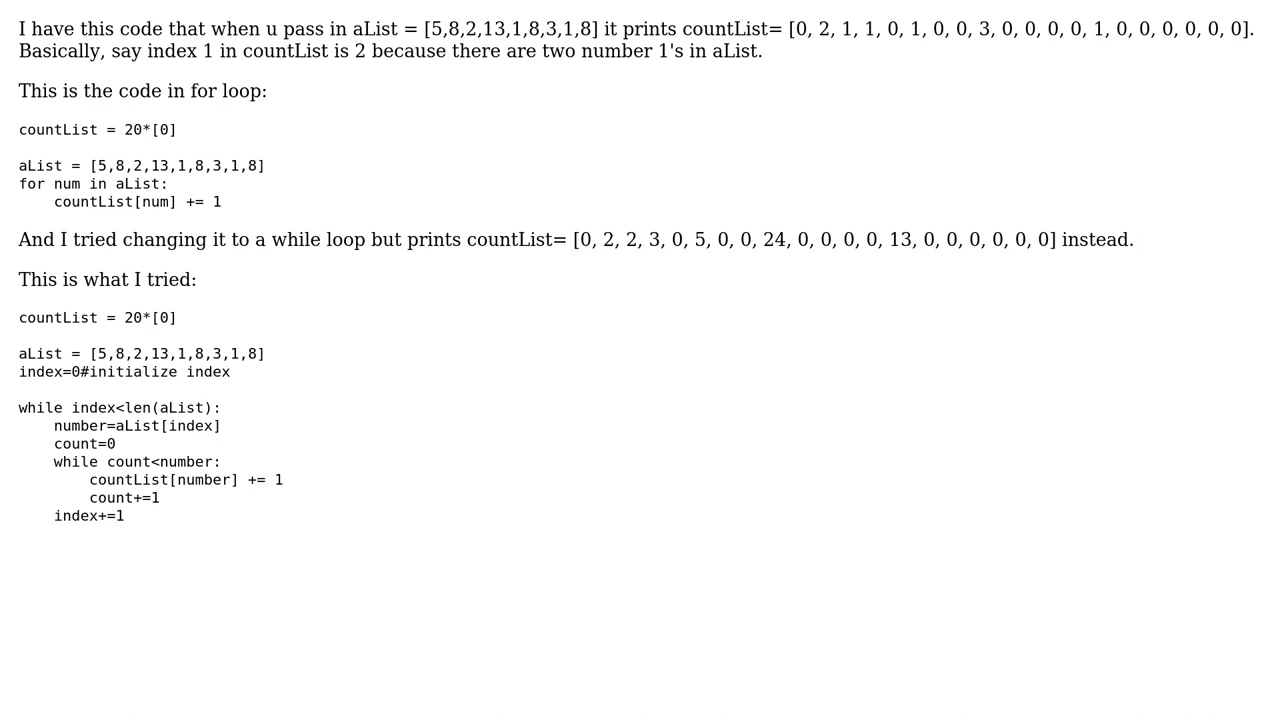 I have this code that when u pass in aList = [5,8,2,13,1,8,3,1,8] it prints countList= [0, 2, 1, 1, 0, 1, 0, 0, 3, 0, 0, 0, 0, 1, 0, 0, 0, 0, 0, 0].
Basically, say index 1 in countList is 2 because there are two number 1's in aList.
This is the code in for loop:
countList = 20*[0]
aList = [5,8,2,13,1,8,3,1,8]
for num in aList:
    countList[num] += 1
And I tried changing it to a while loop but prints countList= [0, 2, 2, 3, 0, 5, 0, 0, 24, 0, 0, 0, 0, 13, 0, 0, 0, 0, 0, 0] instead.
This is what I tried:
countList = 20*[0]
aList = [5,8,2,13,1,8,3,1,8]
index=0#initialize index
while index<len(aList):
    number=aList[index]
    count=0
    while count<number:
        countList[number] += 1
        count+=1
    index+=1